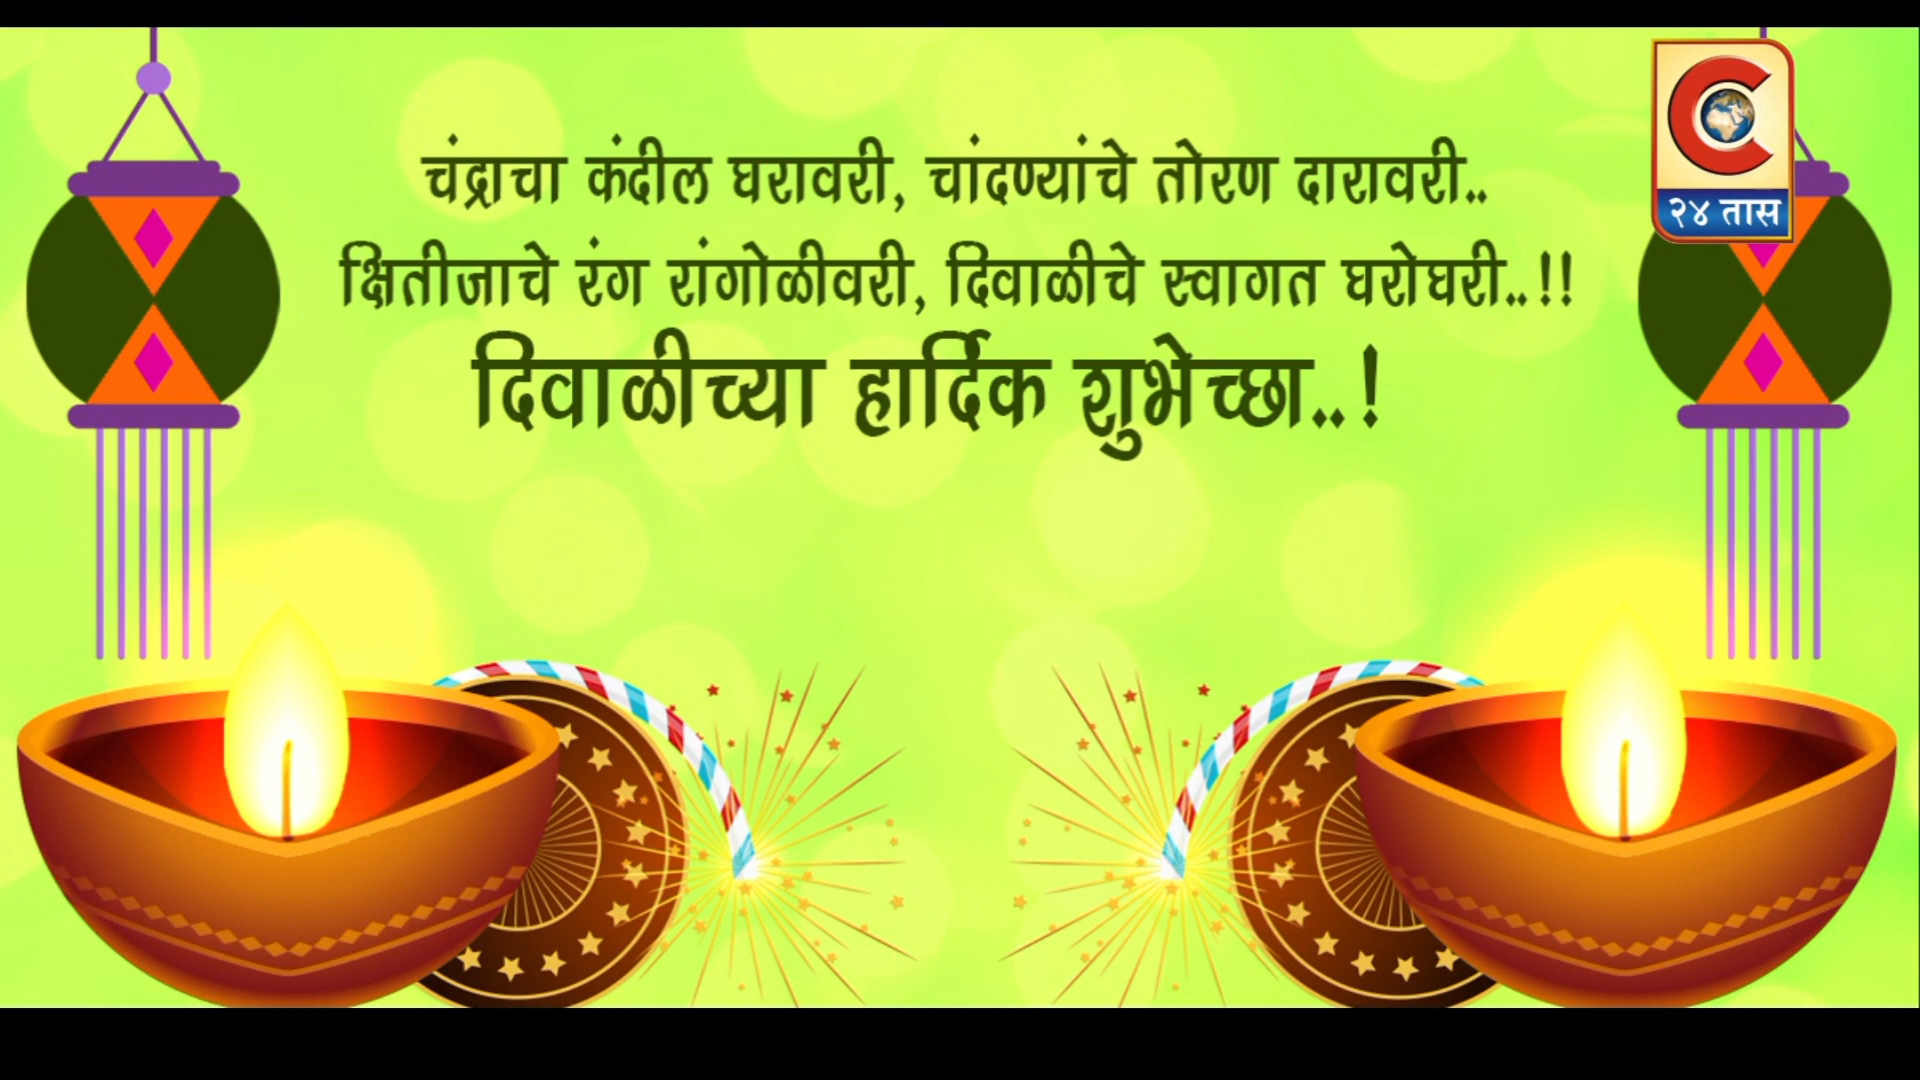 चंद्राचा कंदील घरावरी, चांदण्यांचे तोरण दारावरी..
क्षितीजाचे रंग रांगोळीवरी, दिवाळीचे स्वागत घरोघरी..!!
दिवाळीच्या हार्दिक शुभेच्छा..!
C
२४ तास